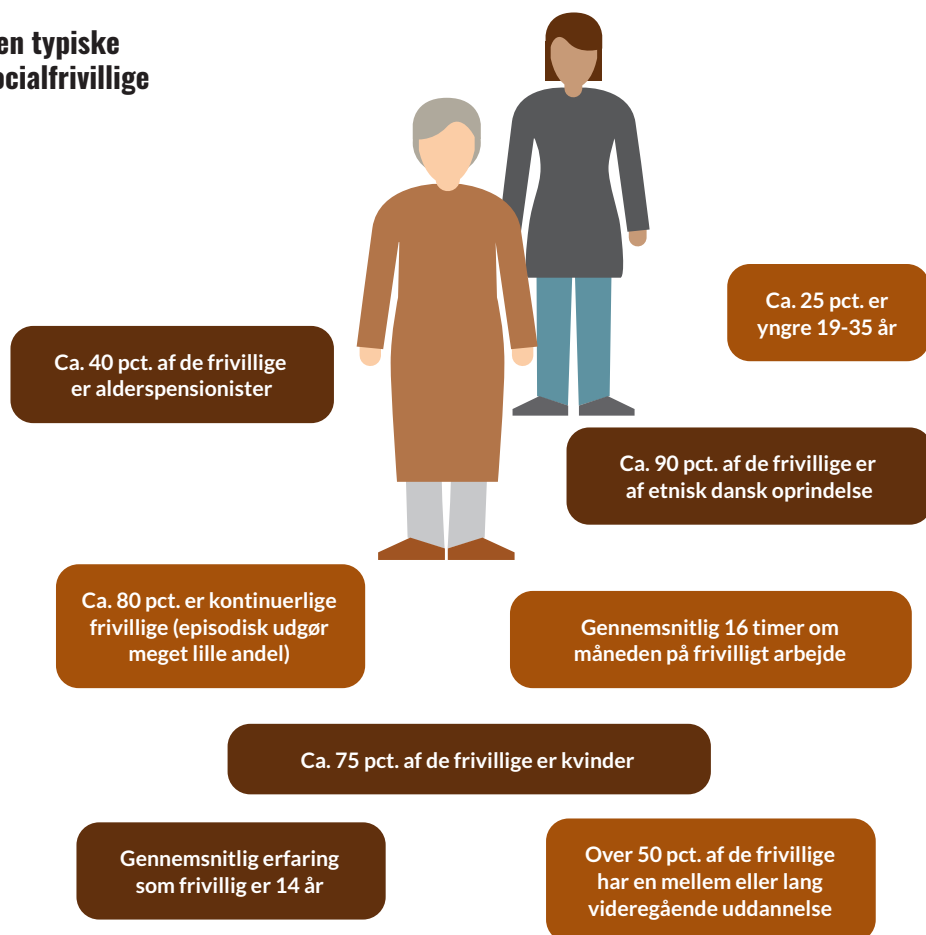 en typiske
ocialfrivillige
Ca. 25 pct. er
yngre 19-35 år
Ca. 40 pct. af de frivillige
er alderspensionister
Ca. 90 pct. af de frivillige er
af etnisk dansk oprindelse
Ca. 80 pct. er kontinuerlige
frivillige (episodisk udgør
meget lille andel)
Gennemsnitlig 16 timer om
måneden på frivilligt arbejde
Ca. 75 pct. af de frivillige er kvinder
Gennemsnitlig erfaring
som frivillig er 14 år
Over 50 pct. af de frivillige
har en mellem eller lang
videregående uddannelse